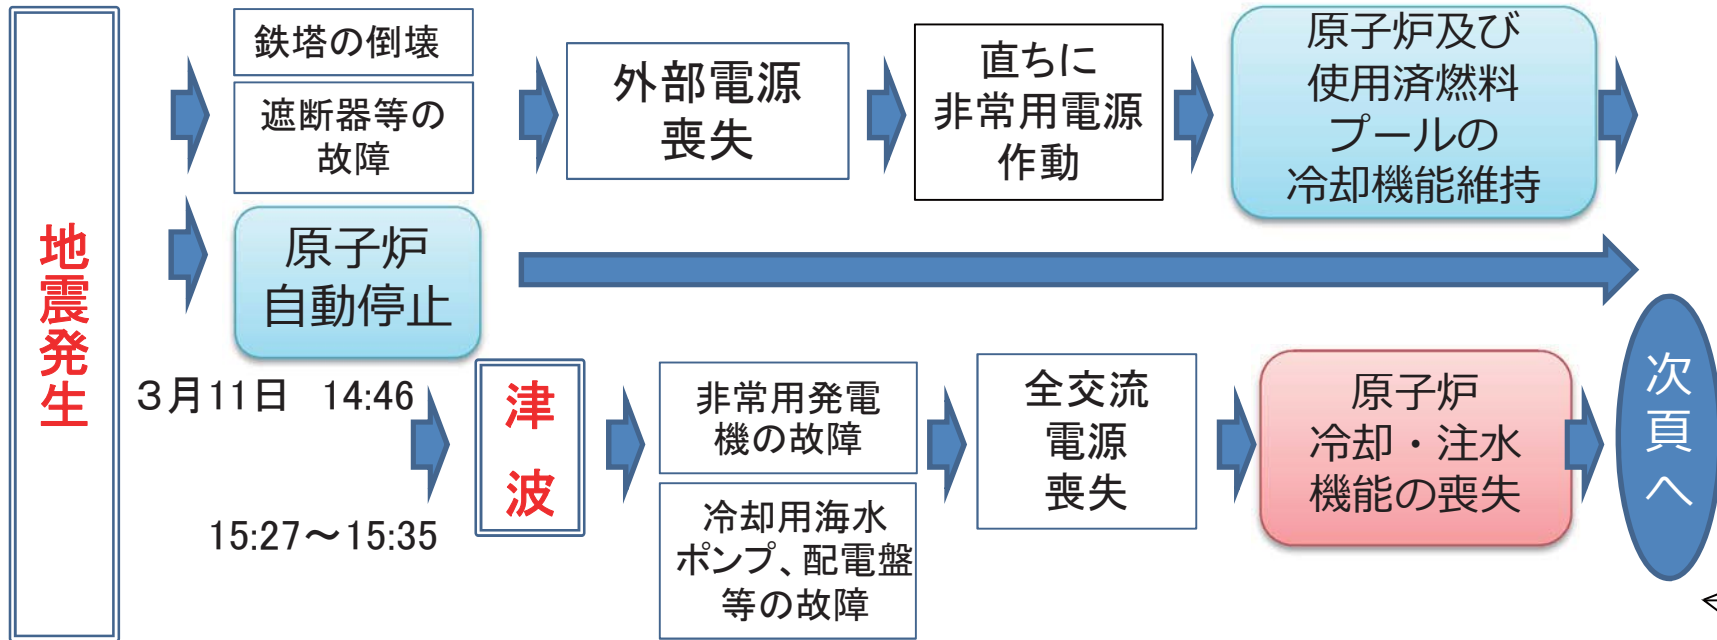 地震発生
鉄塔の倒壊
遮断器等の
故障
外部電源
喪失
直ちに
非常用電源
作動
原子炉及び
使用済燃料
プールの
冷却機能維持
原子炉
自動停止
3月11日 14:46
15:27～15:35
津波
非常用発電
機の故障
冷却用海水
ポンプ、配電盤
等の故障
全交流
電源
喪失
原子炉
冷却・注水
機能の喪失
次頁へ